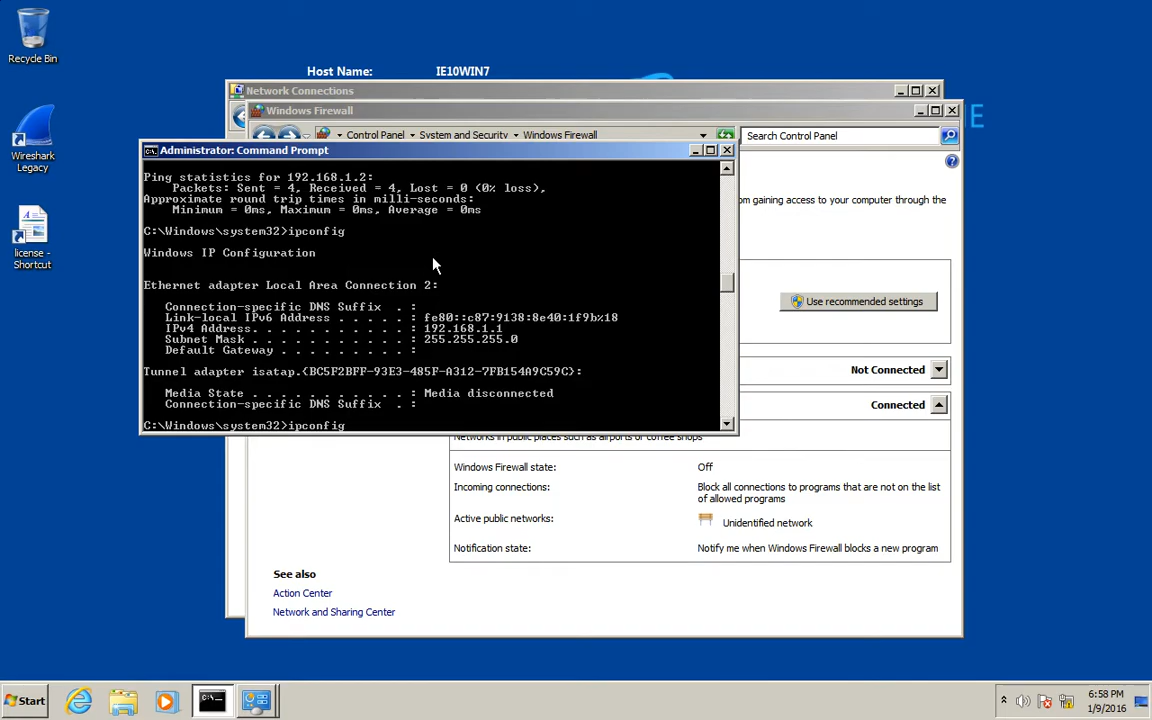 Recycle Bin
Wireshark
Legacy
license -
Shortcut
Host Name: IE10WIN7
E
Network Connections
Windows Firewall
Control Panel System and Security Windows Firewall
Search Control Panel
Administrator: Command Prompt
Ping statistics for 192.168.1.2:
Packets: Sent = 4, Received = 4, Lost = 0 (0% loss),
Approximate round trip times in milli-seconds:
Minimum = 0ms, Maximum = 0ms, Average = 0ms
C:\Windows\system32>ipconfig
Windows IP Configuration
Ethernet adapter Local Area Connection 2:
Connection-specific DNS Suffix . :
Link-local IPv6 Address . . . . . : fe80::c87:9138:8e40:1f9b%18
IPv4 Address. . . . . . . . . . . : 192.168.1.1
Subnet Mask . . . . . . . . . . . : 255.255.255.0
Default Gateway . . . . . . . . . :
Tunnel adapter isatap.{BC5F2BFF-93E3-485F-A312-7FB154A9C59C}:
Media State . . . . . . . . . . . : Media disconnected
Connection-specific DNS Suffix . :
C:\Windows\system32>ipconfig
om gaining access to your computer through the
Use recommended settings
Not Connected
Connected
Networks in public places such as airports or coffee shops
Windows Firewall state: Off
Incoming connections: Block all connections to programs that are not on the list
of allowed programs
Active public networks: Unidentified network
Notification state: Notify me when Windows Firewall blocks a new program
See also
Action Center
Network and Sharing Center
Start
6:58 PM
1/9/2016